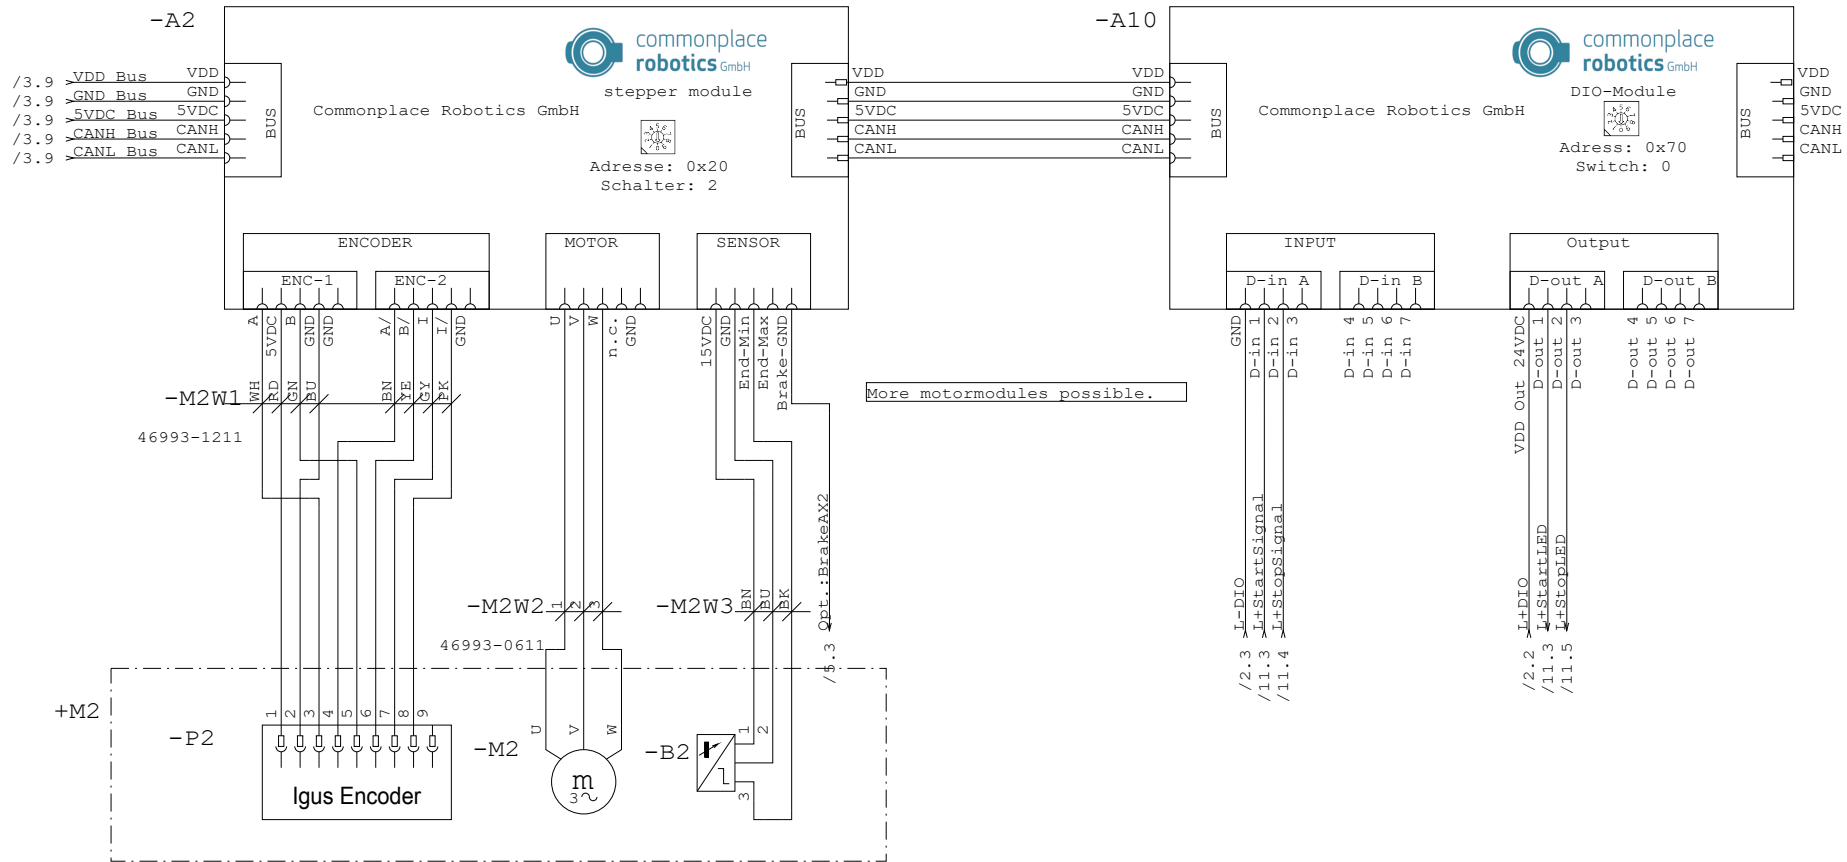 -A2
commonplace
robotics GmbH
stepper module
Commonplace Robotics GmbH
Adresse: 0x20
Schalter: 2
/3.9 VDD Bus VDD
/3.9 GND Bus GND
/3.9 5VDC Bus 5VDC
/3.9 CANH Bus CANH
/3.9 CANL Bus CANL
BUS
BUS
VDD VDD
GND GND
5VDC 5VDC
CANH CANH
CANL CANL
-A10
commonplace
robotics GmbH
DIO-Module
Commonplace Robotics GmbH
Adress: 0x70
Switch: 0
BUS
BUS
VDD
GND
5VDC
CANH
CANL
ENCODER
ENC-1 ENC-2
MOTOR
SENSOR
INPUT
D-in A D-in B
Output
D-out A D-out B
A
5VDC
B
GND
GND
A/
B/
I
I/
GND
U
V
W
n.c.
GND
15VDC
GND
End-Min
End-Max
Brake-GND
GND
D-in 1
D-in 2
D-in 3
D-in 4
D-in 5
D-in 6
D-in 7
VDD Out 24VDC
D-out 1
D-out 2
D-out 3
D-out 4
D-out 5
D-out 6
D-out 7
-M2W1
WH
RD
GN
BU
BN
YE
GY
PK
46993-1211
More motormodules possible.
-M2W2
1
2
3
46993-0611
-M2W3
BN
BU
BK
Opt.:BrakeAX2
/5.3
L-DIO
L+StartSignal
L+StopSignal
/2.3
/11.3
/11.4
L+DIO
L+StartLED
L+StopLED
/2.2
/11.3
/11.5
+M2
-P2
1
2
3
4
5
6
7
8
9
Igus Encoder
-M2
U
V
W
m
3
-B2
1
2
3